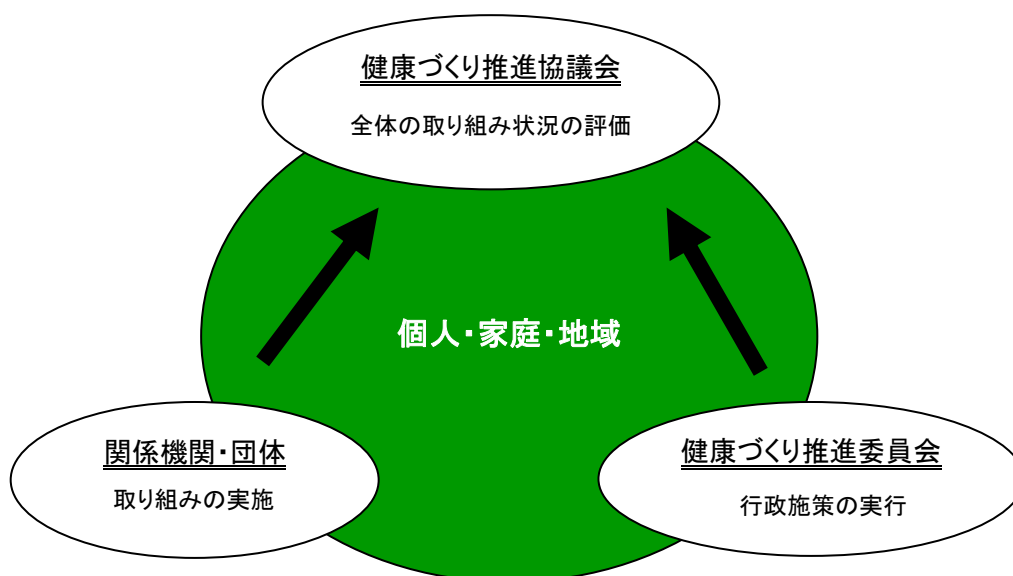 健康づくり推進協議会
全体の取り組み状況の評価
個人・家庭・地域
関係機関・団体
取り組みの実施
健康づくり推進委員会
行政施策の実行